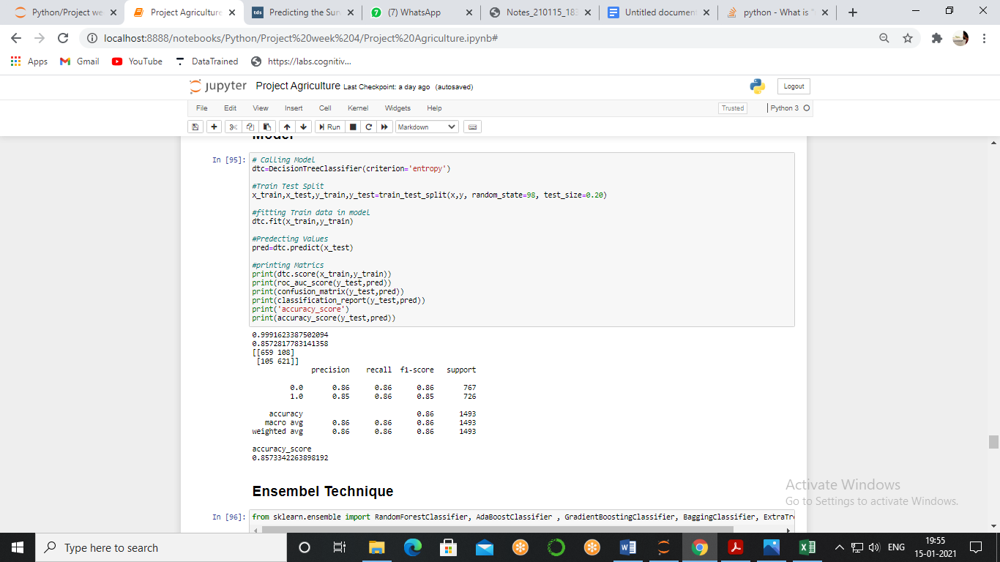 Python/Project we
Project Agriculture
tds Predicting the Sur
7 (7) WhatsApp
Notes_210115_183
Untitled documen
python - What is "
localhost:8888/notebooks/Python/Project%20week%204/Project%20Agriculture.ipynb#
Apps Gmail YouTube DataTrained https://labs.cognitiv...
jupyter Project Agriculture Last Checkpoint: a day ago (autosaved) Logout
File Edit View Insert Cell Kernel Widgets Help Trusted Python 3
Run Markdown
Model
In [95]: # Calling Model
dtc=DecisionTreeClassifier(criterion='entropy')
#Train Test Split
x_train,x_test,y_train,y_test=train_test_split(x,y, random_state=98, test_size=0.20)
#fitting Train data in model
dtc.fit(x_train,y_train)
#Predecting Values
pred=dtc.predict(x_test)
#printing Matrics
print(dtc.score(x_train,y_train))
print(roc_auc_score(y_test,pred))
print(confusion_matrix(y_test,pred))
print(classification_report(y_test,pred))
print('accuracy_score')
print(accuracy_score(y_test,pred))
0.9991623387502094
0.8572817783141358
[[659 108]
[105 621]]
precision recall f1-score support
0.0 0.86 0.86 0.86 767
1.0 0.85 0.86 0.85 726
accuracy 0.86 1493
macro avg 0.86 0.86 0.86 1493
weighted avg 0.86 0.86 0.86 1493
accuracy_score
0.8573342263898192
Ensembel Technique
In [96]: from sklearn.ensemble import RandomForestClassifier, AdaBoostClassifier , GradientBoostingClassifier, BaggingClassifier, ExtraTre
Activate Windows
Go to Settings to activate Windows.
Type here to search
ENG
19:55
15-01-2021